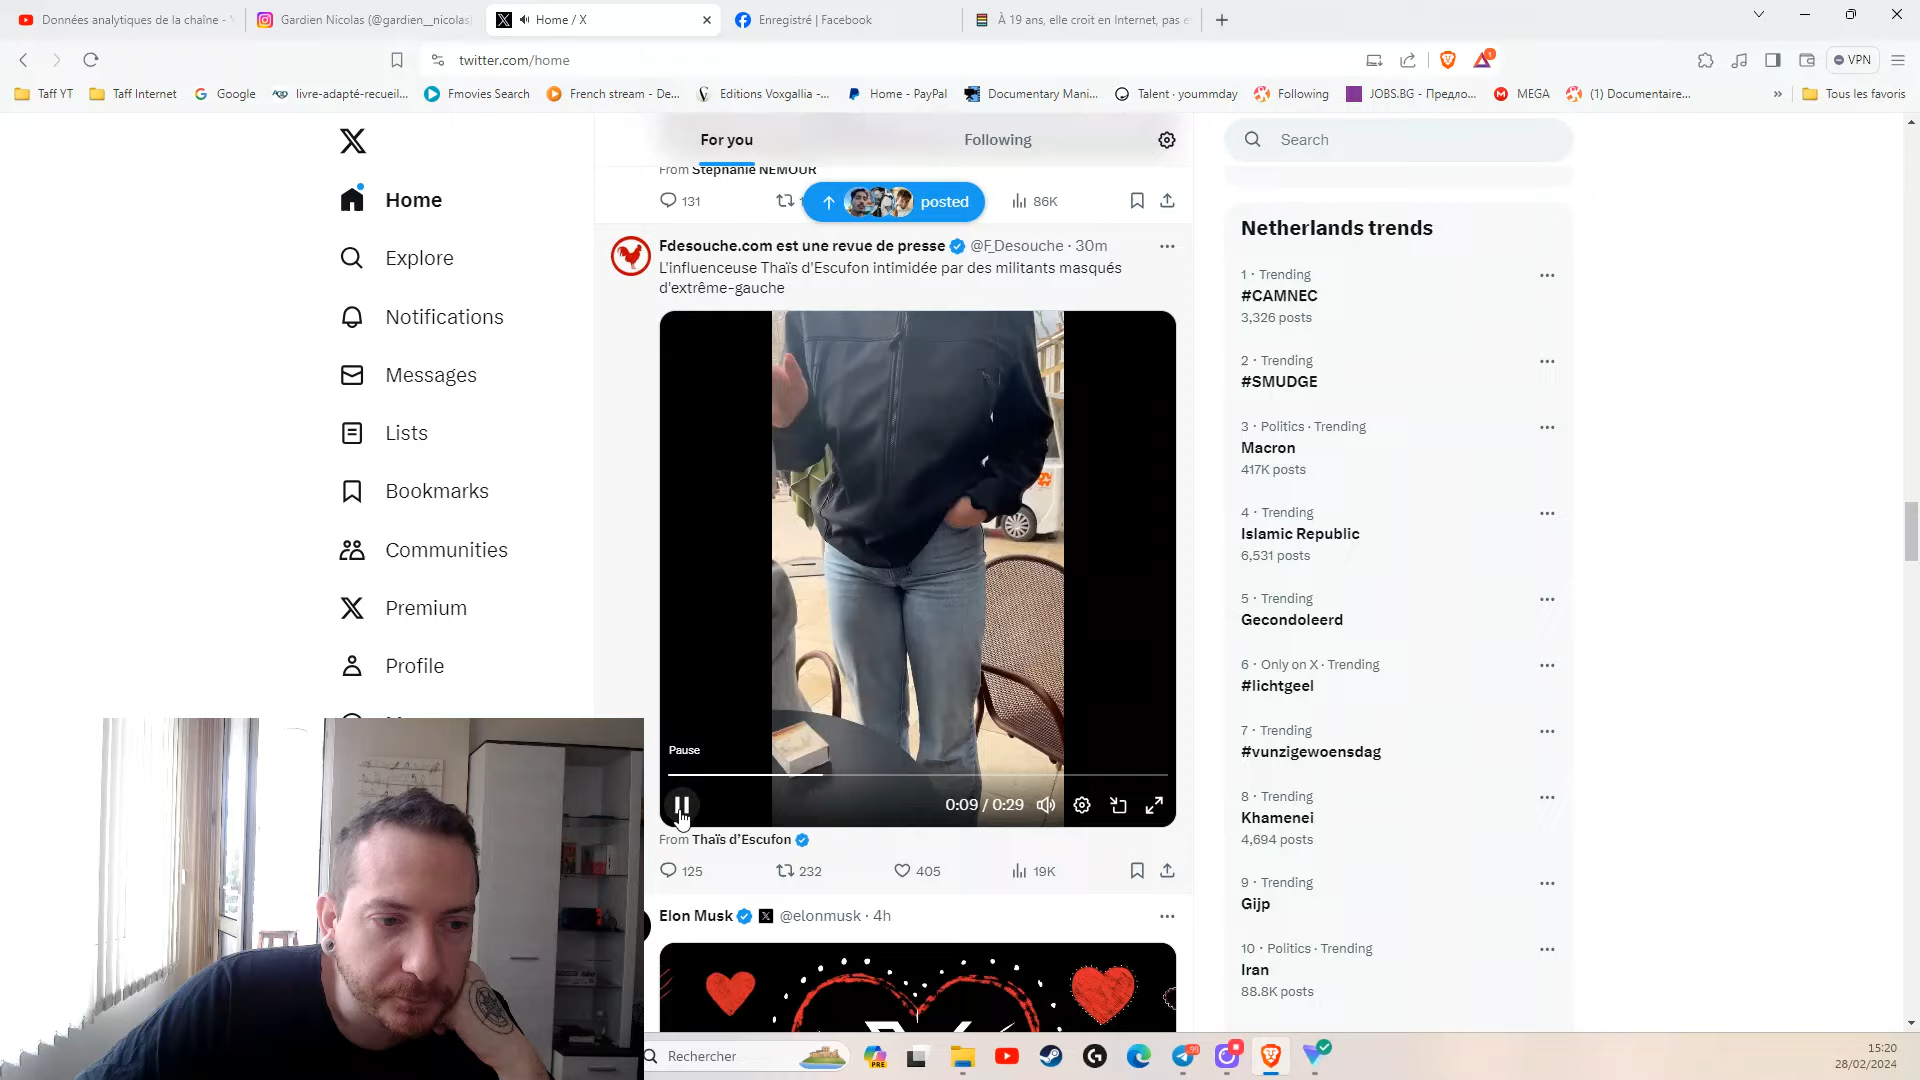 Données analytiques de la chaîne -
Gardien Nicolas (@gardien__nicolas
Home / X
Enregistré | Facebook
À 19 ans, elle croit en Internet, pas e
twitter.com/home
1
VPN
Taff YT
Taff Internet
Google
livre-adapté-recueil...
Fmovies Search
French stream - De...
Editions Voxgallia -...
Home - PayPal
Documentary Mani...
Talent · yoummday
Following
JOBS.BG - Предло...
MEGA
(1) Documentaire...
»
Tous les favoris
Home
Explore
Notifications
Messages
Lists
Bookmarks
Communities
Premium
Profile
For you
Following
From Stéphanie NEMOUR
131
86K
posted
Fdesouche.com est une revue de presse @F_Desouche · 30m
L'influenceuse Thaïs d'Escufon intimidée par des militants masqués
d'extrême-gauche
Pause
0:09 / 0:29
From Thaïs d'Escufon
125
232
405
19K
Elon Musk @elonmusk · 4h
Search
Netherlands trends
1 · Trending
#CAMNEC
3,326 posts
2 · Trending
#SMUDGE
3 · Politics · Trending
Macron
417K posts
4 · Trending
Islamic Republic
6,531 posts
5 · Trending
Gecondoleerd
6 · Only on X · Trending
#lichtgeel
7 · Trending
#vunzigewoensdag
8 · Trending
Khamenei
4,694 posts
9 · Trending
Gijp
10 · Politics · Trending
Iran
88.8K posts
Rechercher
PRE
99
15:20
28/02/2024